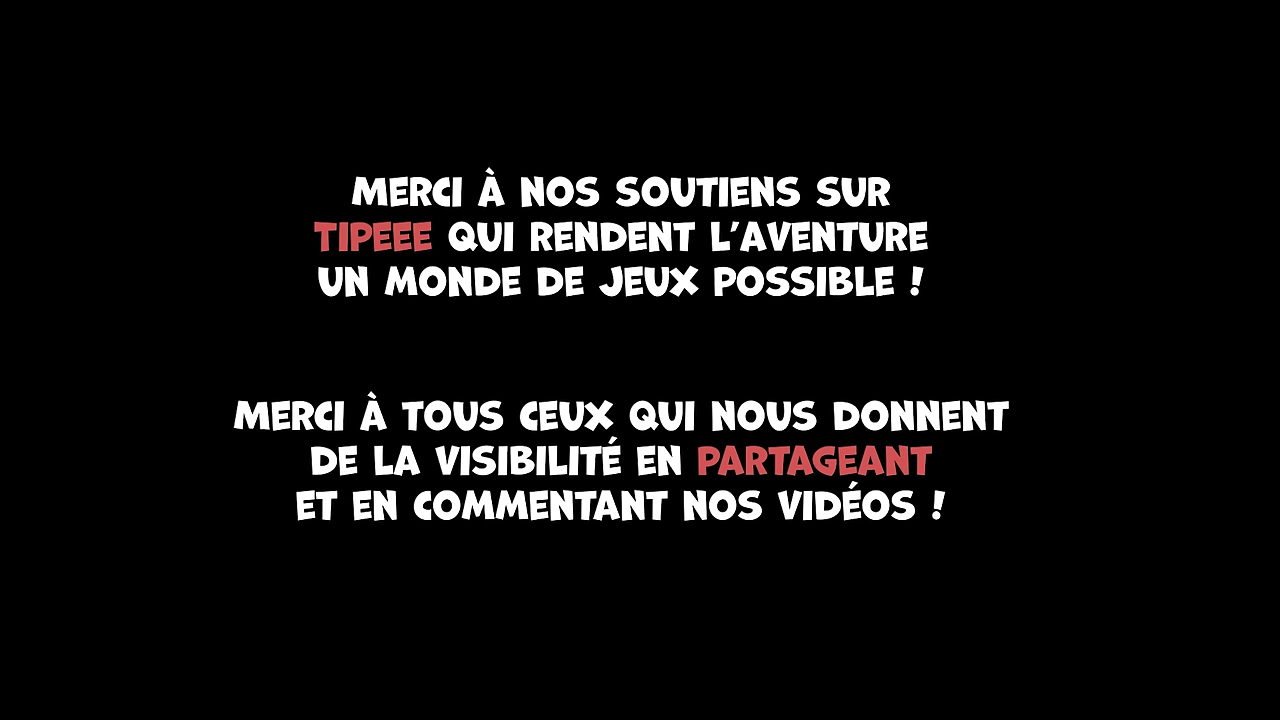 MERCI À NOS SOUTIENS SUR
TIPEEE QUI RENDENT L'AVENTURE
UN MONDE DE JEUX POSSIBLE !
MERCI À TOUS CEUX QUI NOUS DONNENT
DE LA VISIBILITÉ EN PARTAGEANT
ET EN COMMENTANT NOS VIDÉOS !